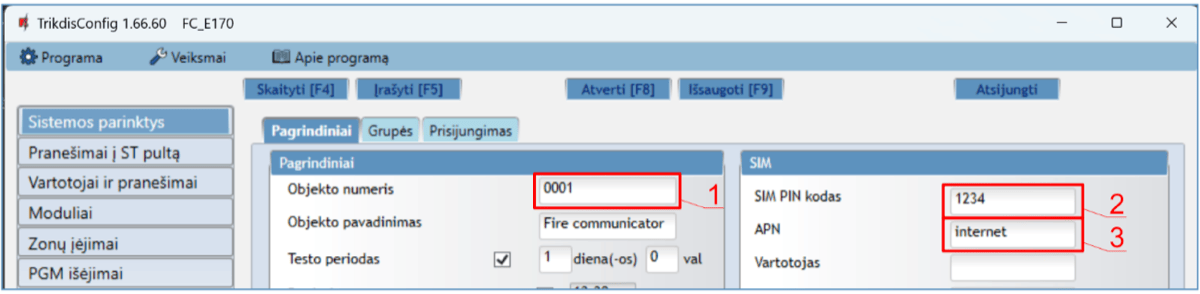 TrikdisConfig 1.66.60 FC_E170
Programa Veiksmai Apie programą
Skaityti [F4] Įrašyti [F5] Atverti [F8] Išsaugoti [F9] Atsijungti
Sistemos parinktys
Pranešimai į ST pultą
Vartotojai ir pranešimai
Moduliai
Zonų įėjimai
PGM išėjimai
Pagrindiniai Grupės Prisijungimas
Pagrindiniai
Objekto numeris 0001 1
Objekto pavadinimas Fire communicator
Testo periodas 1 diena(-os) 0 val
SIM
SIM PIN kodas 1234 2
APN internet 3
Vartotojas